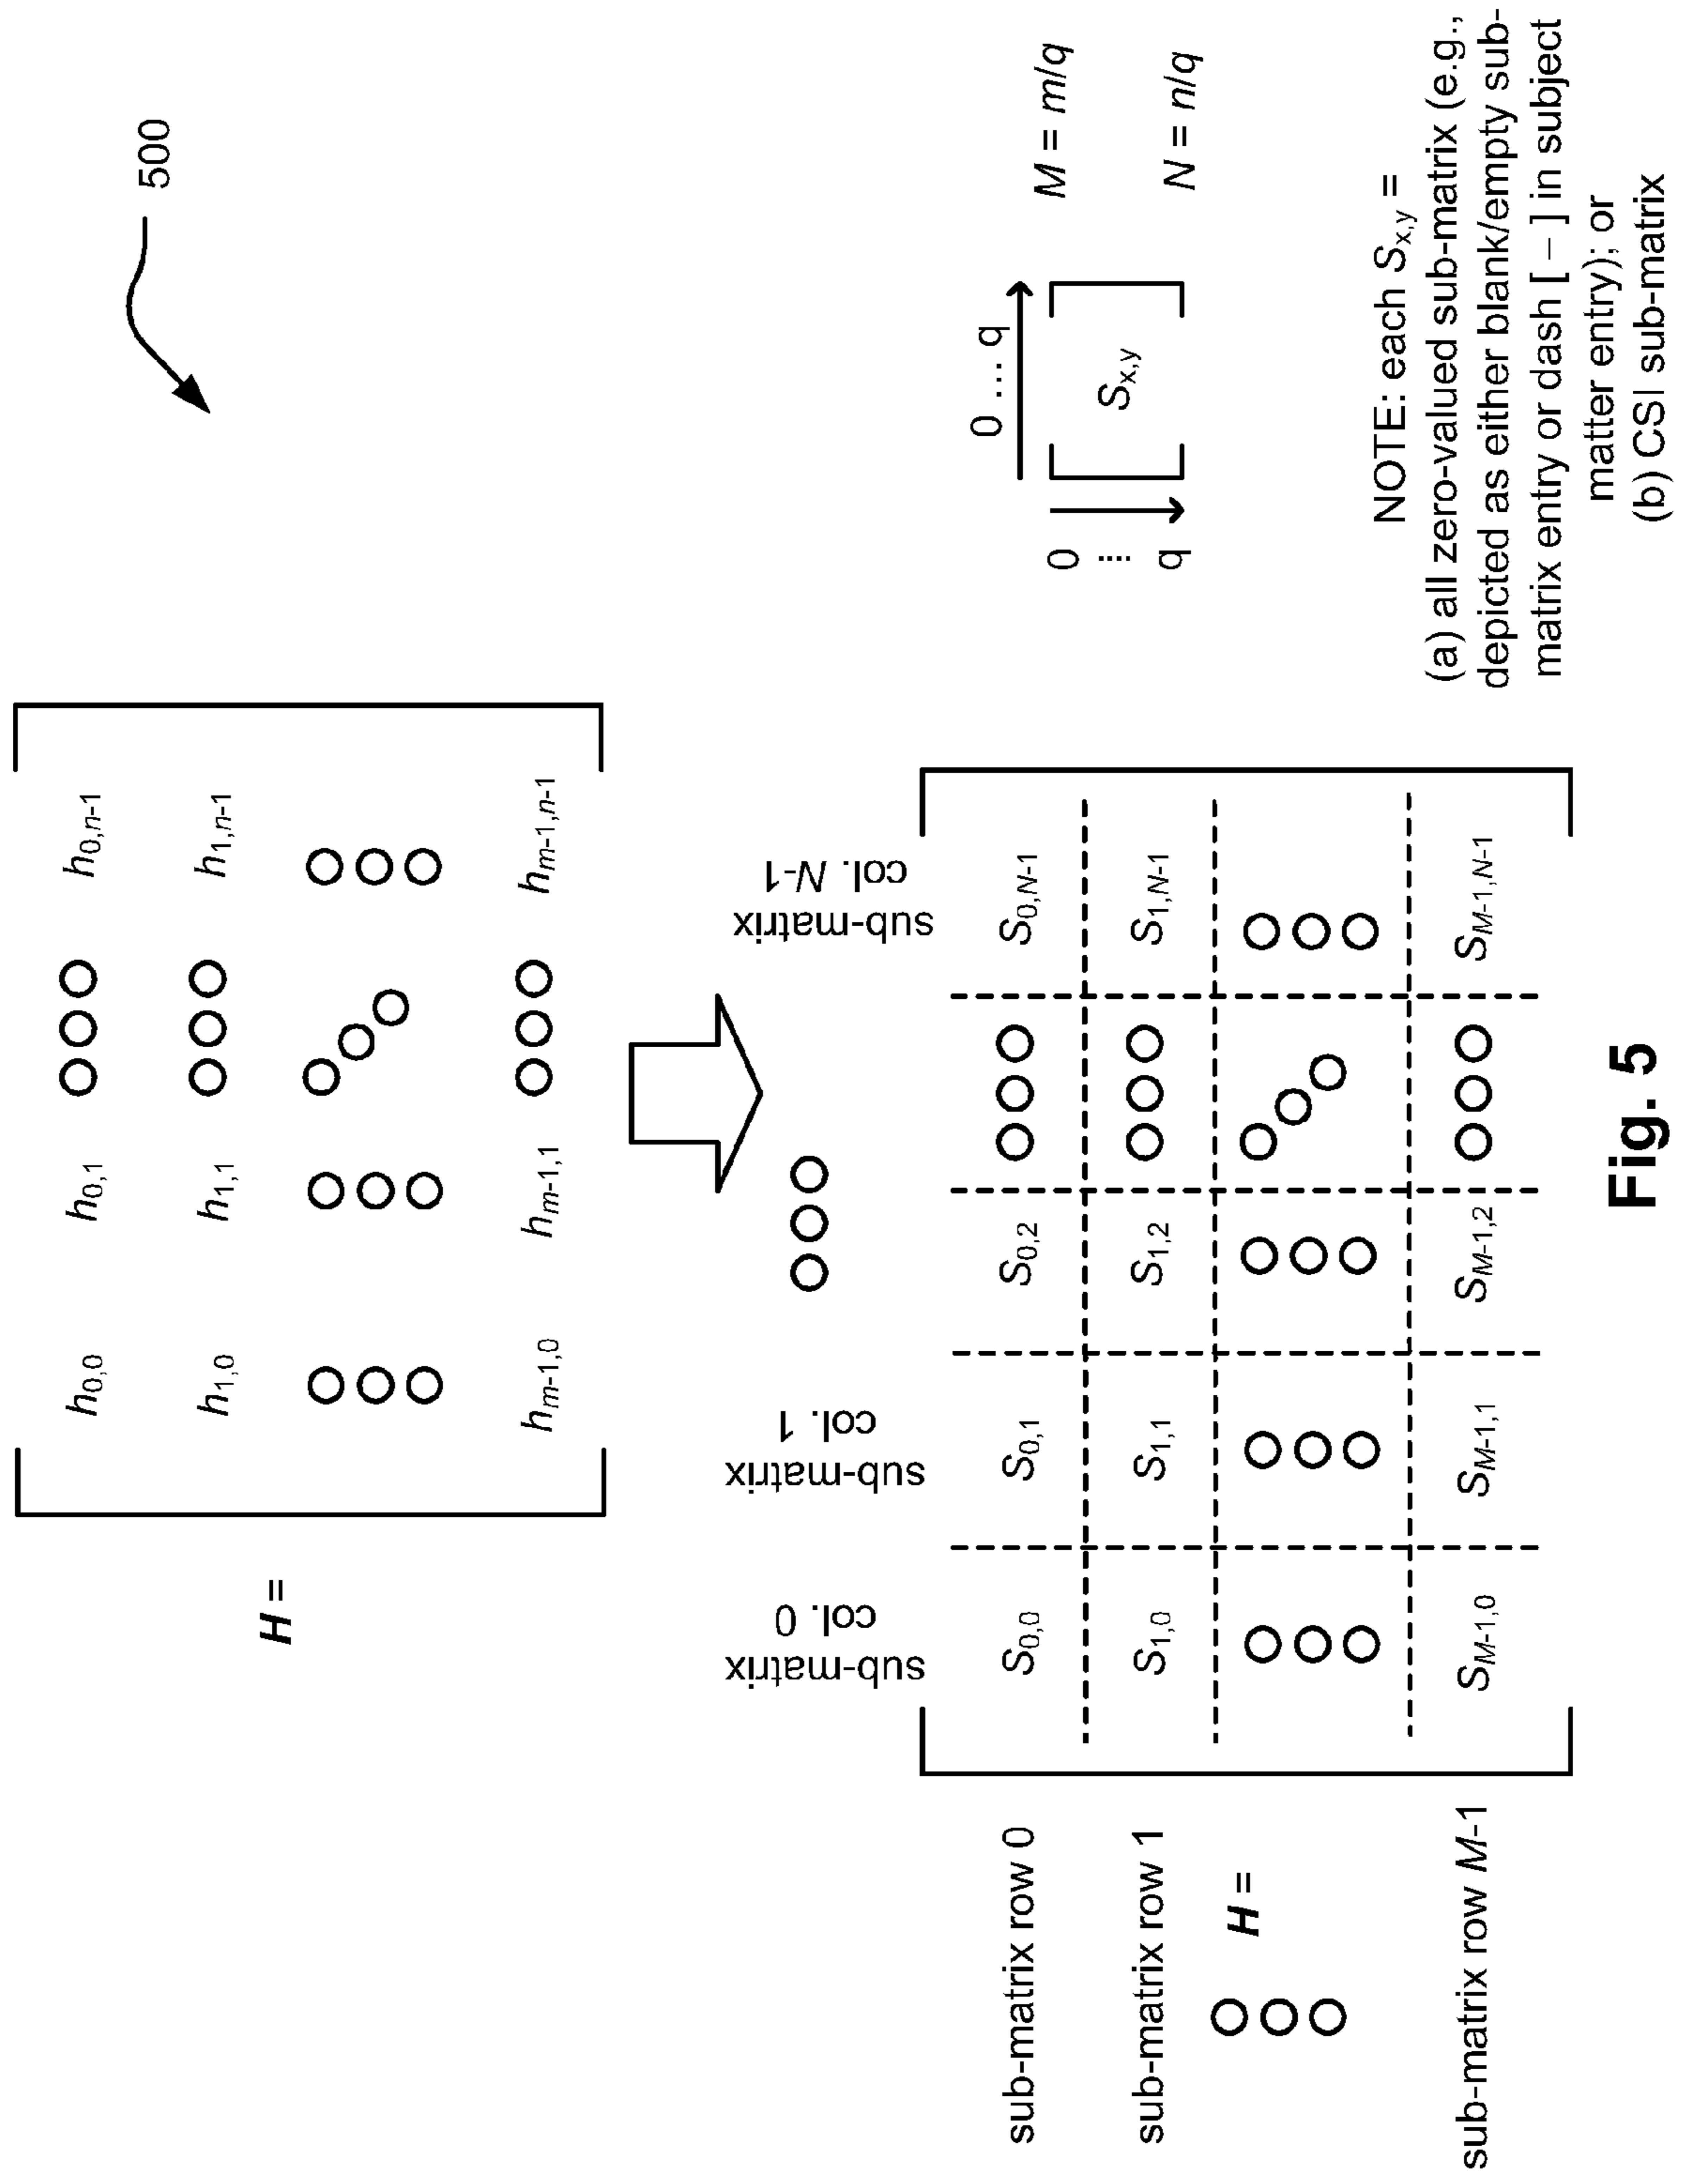 500
H =
h0,0 h0,1 h0,n-1
h1,0 h1,1 h1,n-1
hm-1,0 hm-1,1 hm-1,n-1
sub-matrix col. 0
sub-matrix col. 1
sub-matrix col. N-1
sub-matrix row 0
sub-matrix row 1
H =
sub-matrix row M-1
S0,0 S0,1 S0,2 S0,N-1
S1,0 S1,1 S1,2 S1,N-1
SM-1,0 SM-1,1 SM-1,2 SM-1,N-1
0 ... q
0
⋮
q
Sx,y
M = m/q
N = n/q
NOTE: each Sx,y =
(a) all zero-valued sub-matrix (e.g.,
depicted as either blank/empty sub-
matrix entry or dash [ – ] in subject
matter entry); or
(b) CSI sub-matrix
Fig. 5